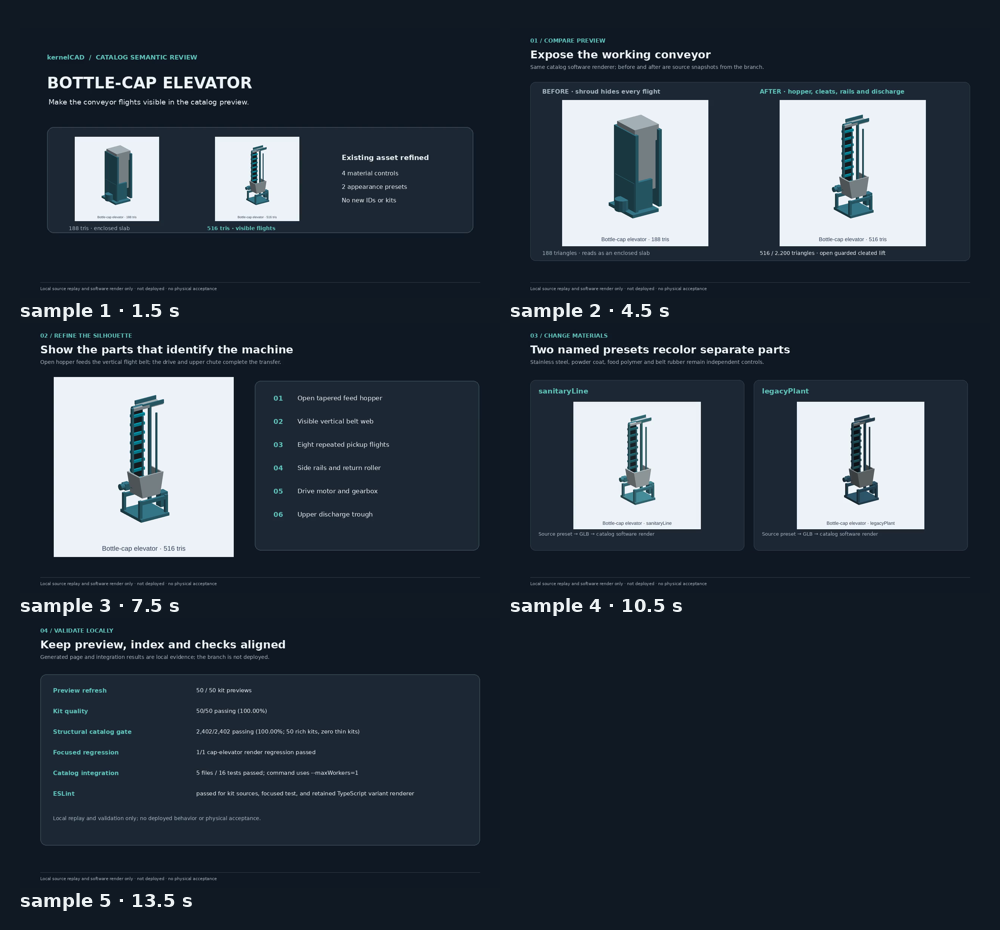 kernelCAD / CATALOG SEMANTIC REVIEW
BOTTLE-CAP ELEVATOR
Make the conveyor flights visible in the catalog preview.
Bottle-cap elevator · 188 tris
Bottle-cap elevator · 516 tris
188 tris · enclosed slab
516 tris · visible flights
Existing asset refined
4 material controls
2 appearance presets
No new IDs or kits
Local source replay and software render only · not deployed · no physical acceptance
sample 1 · 1.5 s
01 / COMPARE PREVIEW
Expose the working conveyor
Same catalog software renderer; before and after are source snapshots from the branch.
BEFORE · shroud hides every flight
Bottle-cap elevator · 188 tris
188 triangles · reads as an enclosed slab
AFTER · hopper, cleats, rails and discharge
Bottle-cap elevator · 516 tris
516 / 2,200 triangles · open guarded cleated lift
Local source replay and software render only · not deployed · no physical acceptance
sample 2 · 4.5 s
02 / REFINE THE SILHOUETTE
Show the parts that identify the machine
Open hopper feeds the vertical flight belt; the drive and upper chute complete the transfer.
Bottle-cap elevator · 516 tris
01 Open tapered feed hopper
02 Visible vertical belt web
03 Eight repeated pickup flights
04 Side rails and return roller
05 Drive motor and gearbox
06 Upper discharge trough
Local source replay and software render only · not deployed · no physical acceptance
sample 3 · 7.5 s
03 / CHANGE MATERIALS
Two named presets recolor separate parts
Stainless steel, powder coat, food polymer and belt rubber remain independent controls.
sanitaryLine
Bottle-cap elevator · sanitaryLine
Source preset → GLB → catalog software render
legacyPlant
Bottle-cap elevator · legacyPlant
Source preset → GLB → catalog software render
Local source replay and software render only · not deployed · no physical acceptance
sample 4 · 10.5 s
04 / VALIDATE LOCALLY
Keep preview, index and checks aligned
Generated page and integration results are local evidence; the branch is not deployed.
Preview refresh 50 / 50 kit previews
Kit quality 50/50 passing (100.00%)
Structural catalog gate 2,402/2,402 passing (100.00%; 50 rich kits, zero thin kits)
Focused regression 1/1 cap-elevator render regression passed
Catalog integration 5 files / 16 tests passed; command uses --maxWorkers=1
ESLint passed for kit sources, focused test, and retained TypeScript variant renderer
Local replay and validation only; no deployed behavior or physical acceptance.
Local source replay and software render only · not deployed · no physical acceptance
sample 5 · 13.5 s